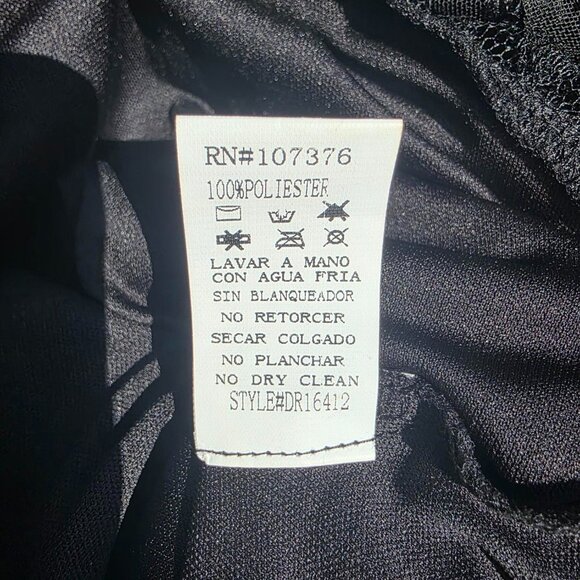 RN#107376
100%POLIESTER
LAVAR A MANO
CON AGUA FRIA
SIN BLANQUEADOR
NO RETORCER
SECAR COLGADO
NO PLANCHAR
NO DRY CLEAN
STYLE#DR16412